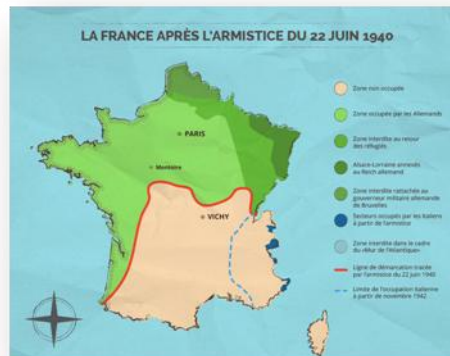 LA FRANCE APRÈS L'ARMISTICE DU 22 JUIN 1940
PARIS
Montoire
VICHY
Zone non occupée
Zone occupée par les Allemands
Zone interdite au retour
des réfugiés
Alsace-Lorraine annexés
au Reich allemand
Zone interdite rattachée au
gouverneur militaire allemande
de Bruxelles
Secteurs occupés par les italiens
à partir de l'armistice
Zone interdite dans le cadre
du «Mur de l'Atlantique»
Ligne de démarcation tracée
par l'armistice du 22 juin 1940
Limite de l'occupation italienne
à partir de novembre 1942